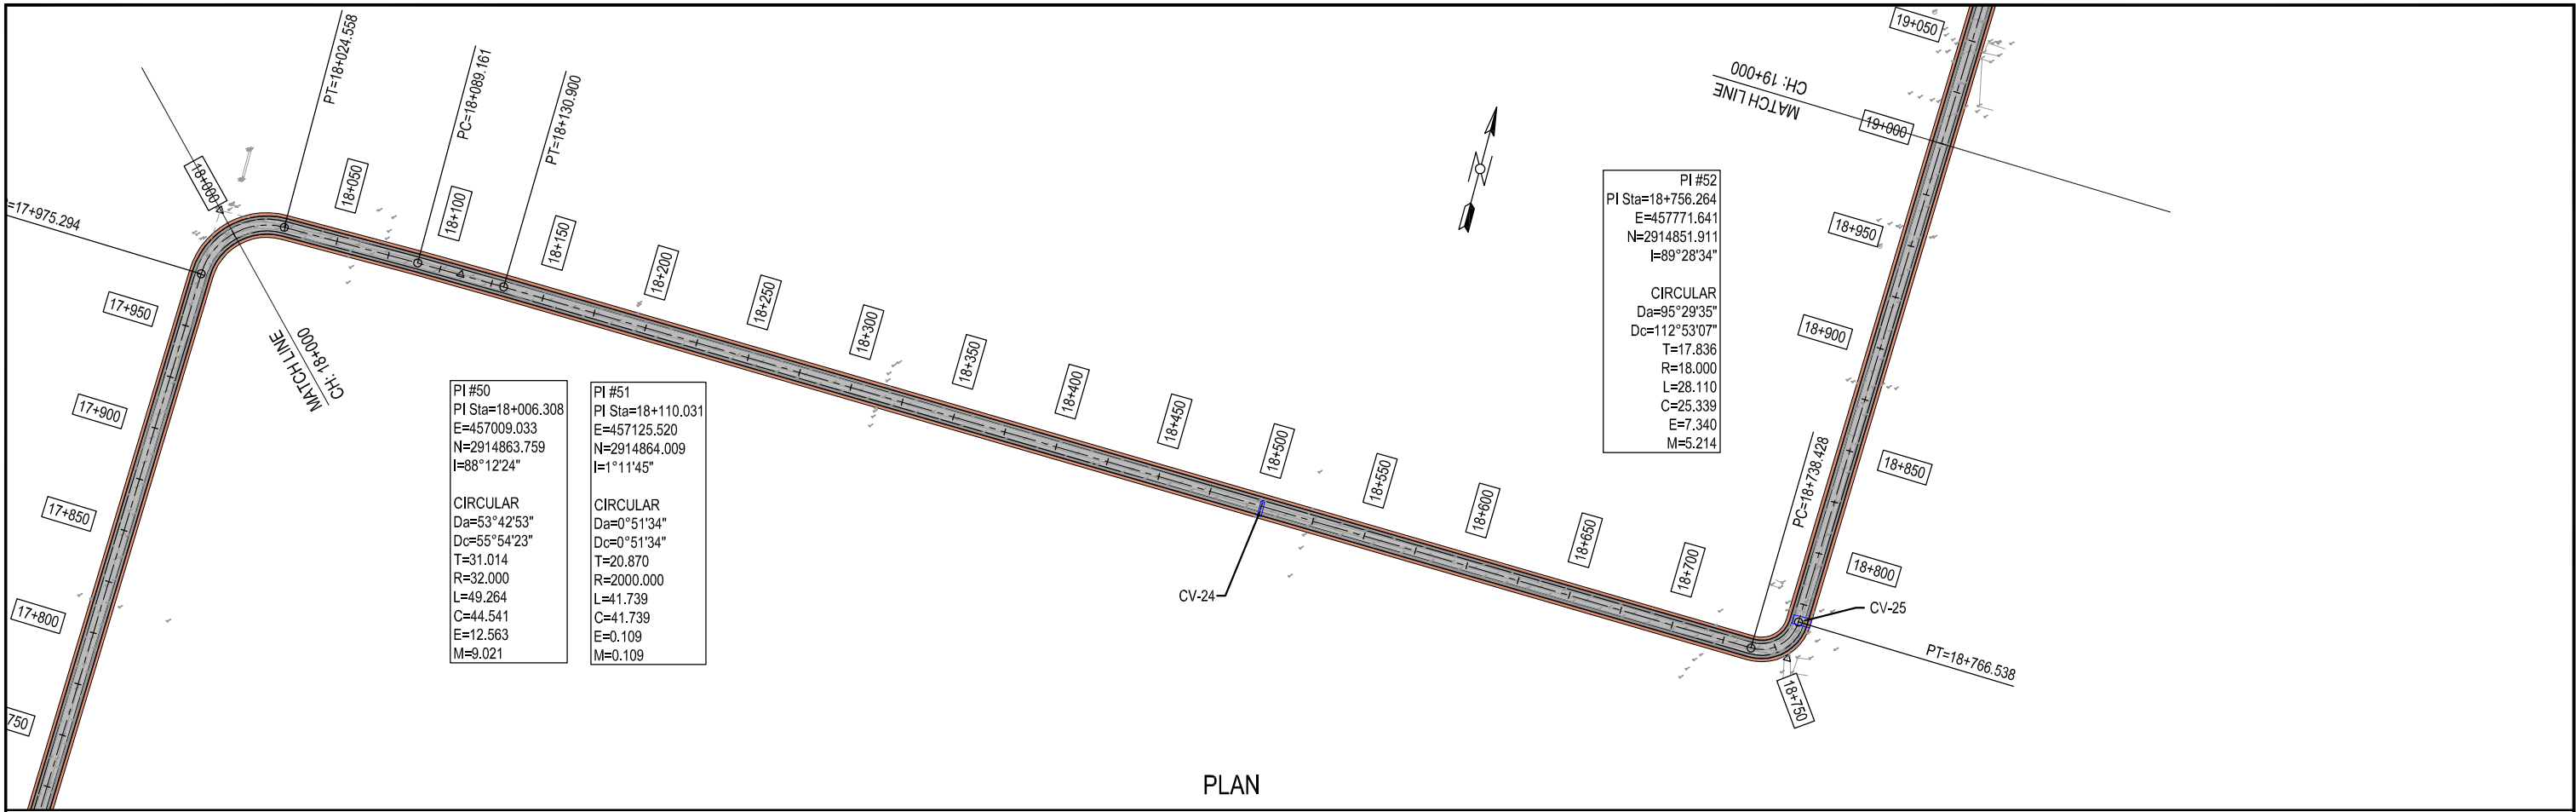 PT=18+024.558
PC=18+089.161
PT=18+130.900
=17+975.294
18+000
18+050
18+100
18+150
18+200
18+250
18+300
18+350
18+400
18+450
18+500
18+550
18+600
18+650
18+700
18+750
17+950
17+900
17+850
17+800
750
MATCH LINE
CH: 18+000
PI #50
PI Sta=18+006.308
E=457009.033
N=2914863.759
I=88°12'24"
CIRCULAR
Da=53°42'53"
Dc=55°54'23"
T=31.014
R=32.000
L=49.264
C=44.541
E=12.563
M=9.021
PI #51
PI Sta=18+110.031
E=457125.520
N=2914864.009
I=1°11'45"
CIRCULAR
Da=0°51'34"
Dc=0°51'34"
T=20.870
R=2000.000
L=41.739
C=41.739
E=0.109
M=0.109
N
PI #52
PI Sta=18+756.264
E=457771.641
N=2914851.911
I=89°28'34"
CIRCULAR
Da=95°29'35"
Dc=112°53'07"
T=17.836
R=18.000
L=28.110
C=25.339
E=7.340
M=5.214
MATCH LINE
CH: 19+000
19+050
19+000
18+950
18+900
18+850
18+800
PC=18+738.428
CV-24
CV-25
PT=18+766.538
PLAN